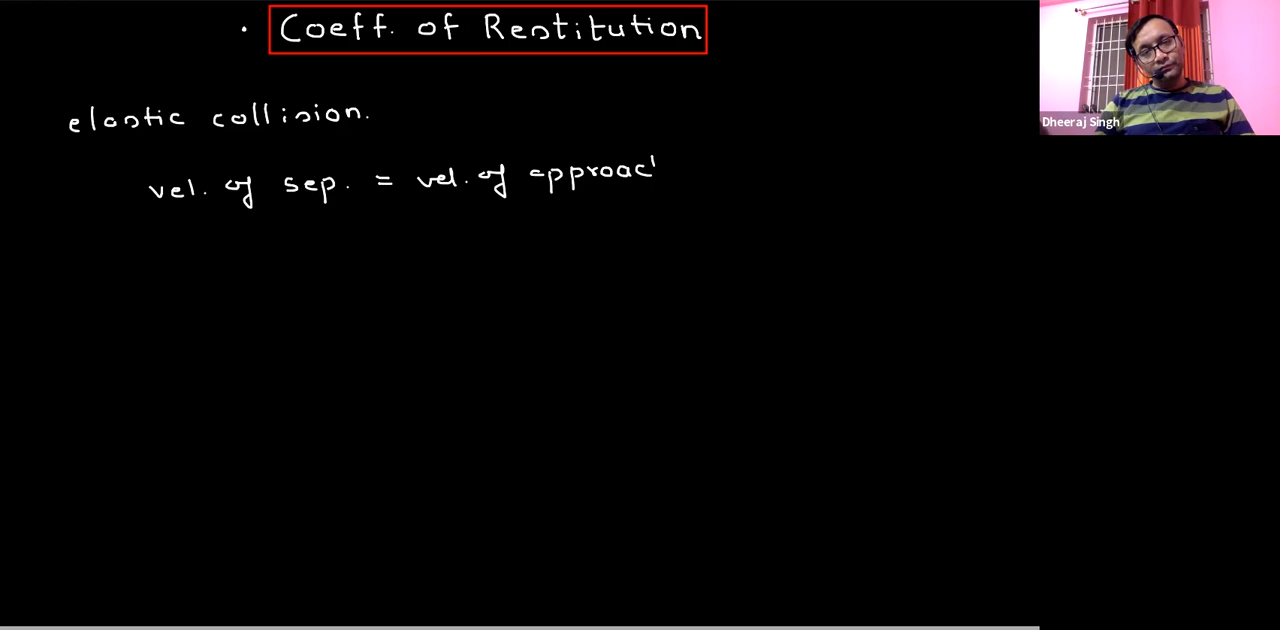 · Coeff. of Restitution
elastic collision.
vel. of sep. = vel. of approac'
Dheeraj Singh